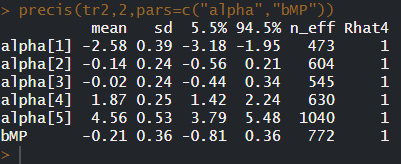 > precis(tr2,2,pars=c("alpha","bMP"))
mean sd 5.5% 94.5% n_eff Rhat4
alpha[1] -2.58 0.39 -3.18 -1.95 473 1
alpha[2] -0.14 0.24 -0.56 0.21 604 1
alpha[3] -0.02 0.24 -0.44 0.34 545 1
alpha[4] 1.87 0.25 1.42 2.24 630 1
alpha[5] 4.56 0.53 3.79 5.48 1040 1
bMP -0.21 0.36 -0.81 0.36 772 1
>